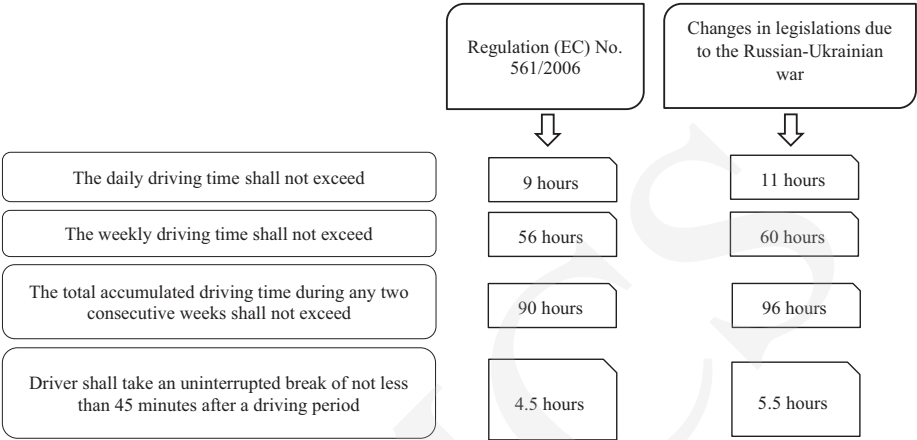 Regulation (EC) No.
561/2006
Changes in legislations due
to the Russian-Ukrainian
war
The daily driving time shall not exceed
9 hours
11 hours
The weekly driving time shall not exceed
56 hours
60 hours
The total accumulated driving time during any two
consecutive weeks shall not exceed
90 hours
96 hours
Driver shall take an uninterrupted break of not less
than 45 minutes after a driving period
4.5 hours
5.5 hours